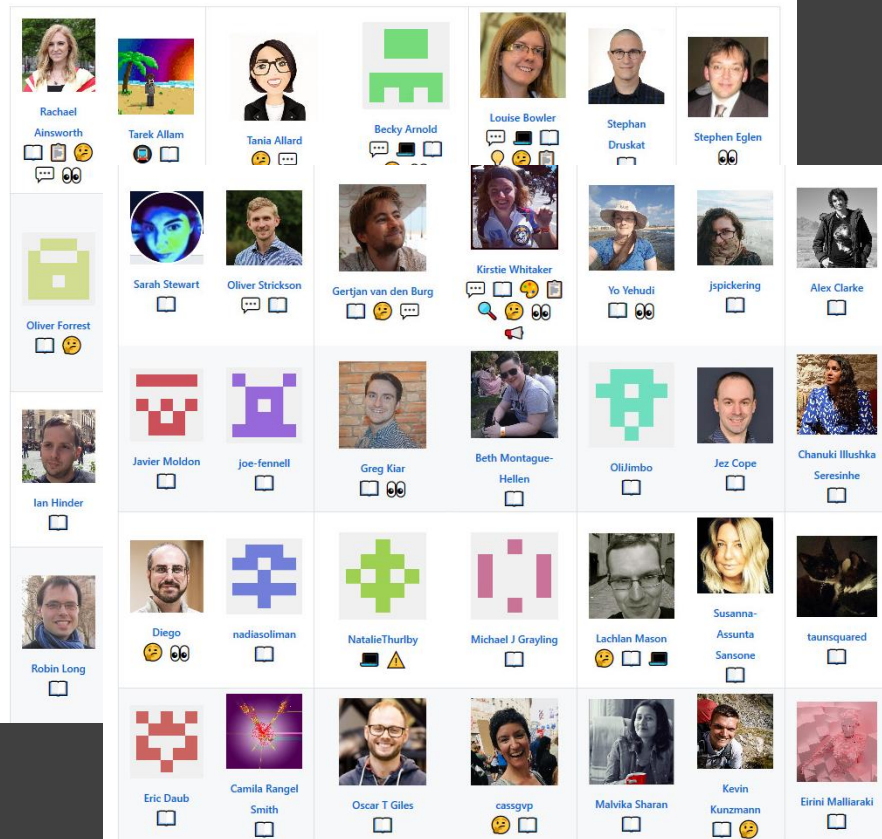 Rachael
Ainsworth
Tarek Allam
Tania Allard
Becky Arnold
Louise Bowler
Stephan
Druskat
Stephen Eglen
Oliver Forrest
Ian Hinder
Robin Long
Sarah Stewart
Oliver Strickson
Gertjan van den Burg
Kirstie Whitaker
Yo Yehudi
jspickering
Alex Clarke
Javier Moldon
joe-fennell
Greg Kiar
Beth Montague-
Hellen
OliJimbo
Jez Cope
Chanuki Illushka
Seresinhe
Diego
nadiasoliman
NatalieThurlby
Michael J Grayling
Lachlan Mason
Susanna-
Assunta
Sansone
taunsquared
Eric Daub
Camila Rangel
Smith
Oscar T Giles
cassgvp
Malvika Sharan
Kevin
Kunzmann
Eirini Malliaraki